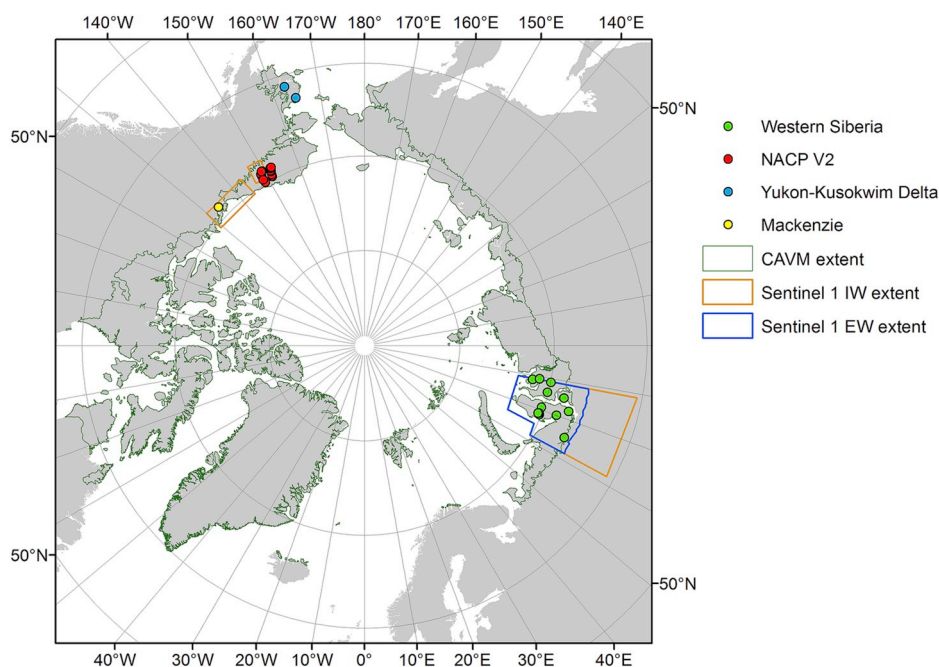 140°W 150°W 160°W 170°W 180° 170° 160°E 150°E 140°E
50°N
50°N
50°N
50°N
40°W 30°W 20°W 10°W 0° 10°E 20°E 30°E 40°E
Western Siberia
NACP V2
Yukon-Kusokwim Delta
Mackenzie
CAVM extent
Sentinel 1 IW extent
Sentinel 1 EW extent